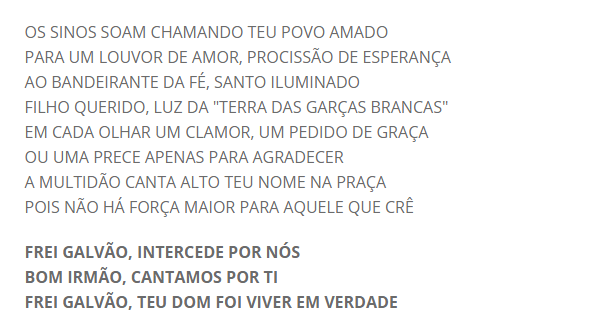 OS SINOS SOAM CHAMANDO TEU POVO AMADO
PARA UM LOUVOR DE AMOR, PROCISSÃO DE ESPERANÇA
AO BANDEIRANTE DA FÉ, SANTO ILUMINADO
FILHO QUERIDO, LUZ DA "TERRA DAS GARÇAS BRANCAS"
EM CADA OLHAR UM CLAMOR, UM PEDIDO DE GRAÇA
OU UMA PRECE APENAS PARA AGRADECER
A MULTIDÃO CANTA ALTO TEU NOME NA PRAÇA
POIS NÃO HÁ FORÇA MAIOR PARA AQUELE QUE CRÊ
FREI GALVÃO, INTERCEDE POR NÓS
BOM IRMÃO, CANTAMOS POR TI
FREI GALVÃO, TEU DOM FOI VIVER EM VERDADE